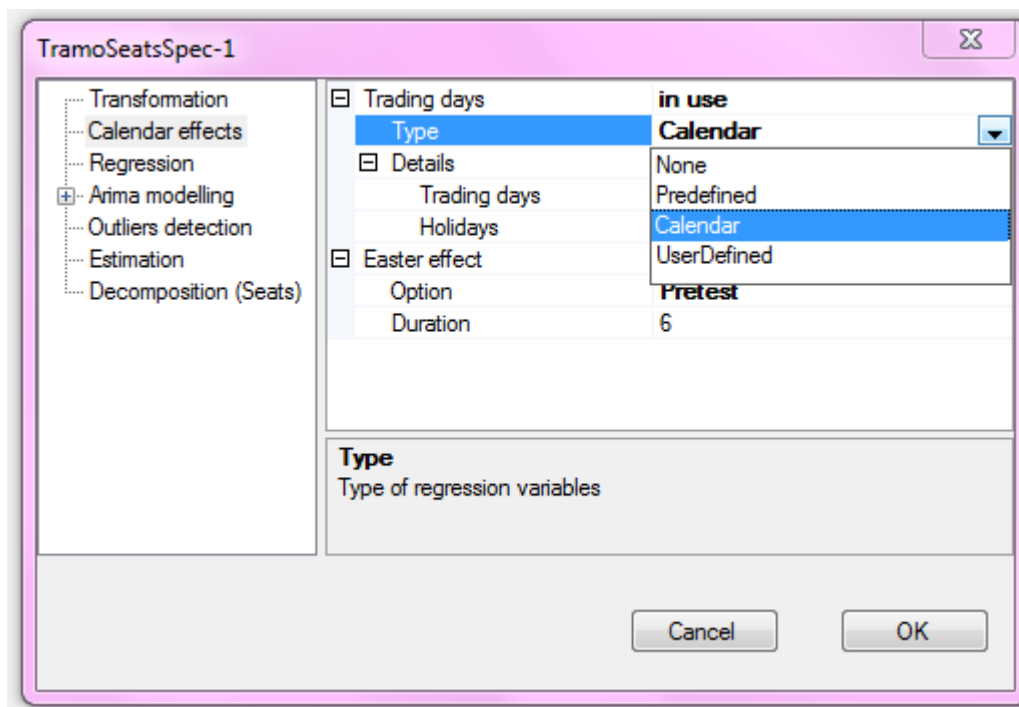 TramoSeatsSpec-1
Transformation
Calendar effects
Regression
Arima modelling
Outliers detection
Estimation
Decomposition (Seats)
Trading days in use
Type Calendar
Details None
Predefined
Trading days
Calendar
Holidays
UserDefined
Easter effect
Option Pretest
Duration 6
Type
Type of regression variables
Cancel OK